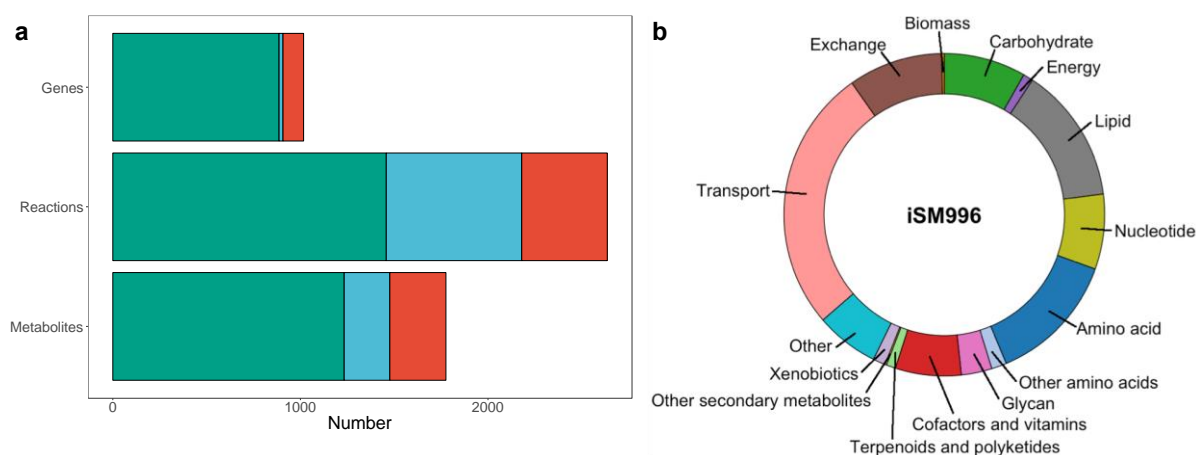 a
Genes
Reactions
Metabolites
0 1000 2000
Number
b
Biomass
Exchange
Carbohydrate
Energy
Lipid
Transport
iSM996
Nucleotide
Amino acid
Other
Xenobiotics
Other amino acids
Other secondary metabolites
Glycan
Cofactors and vitamins
Terpenoids and polyketides